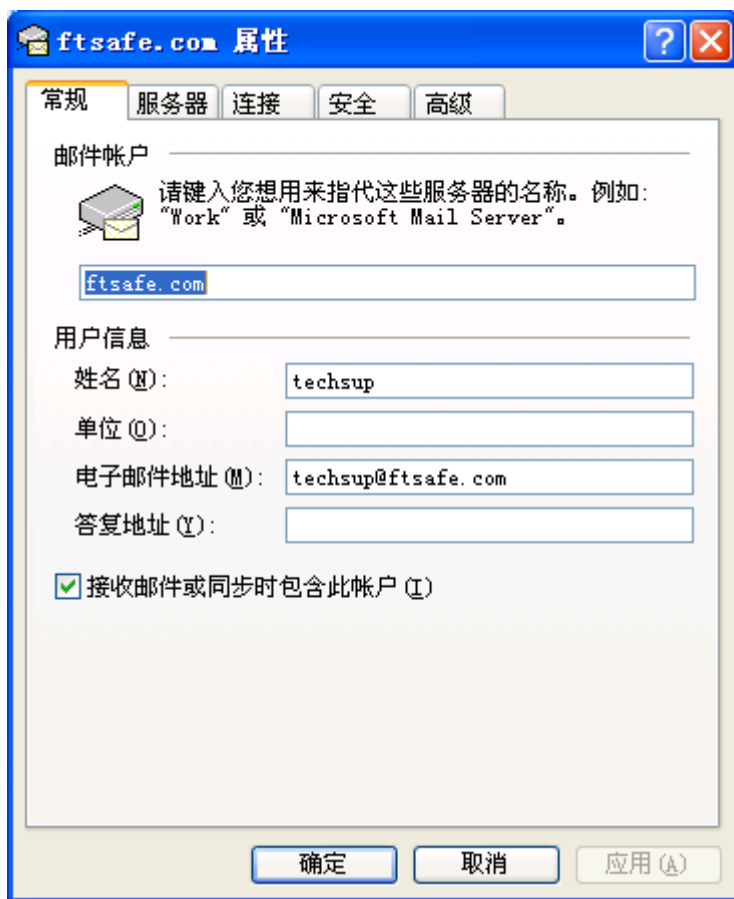 ftsafe.com 属性
常规 服务器 连接 安全 高级
邮件帐户
请键入您想用来指代这些服务器的名称。例如:
“Work” 或 “Microsoft Mail Server”。
ftsafe.com
用户信息
姓名(N): techsup
单位(O):
电子邮件地址(M): techsup@ftsafe.com
答复地址(Y):
接收邮件或同步时包含此帐户(I)
确定 取消 应用(A)